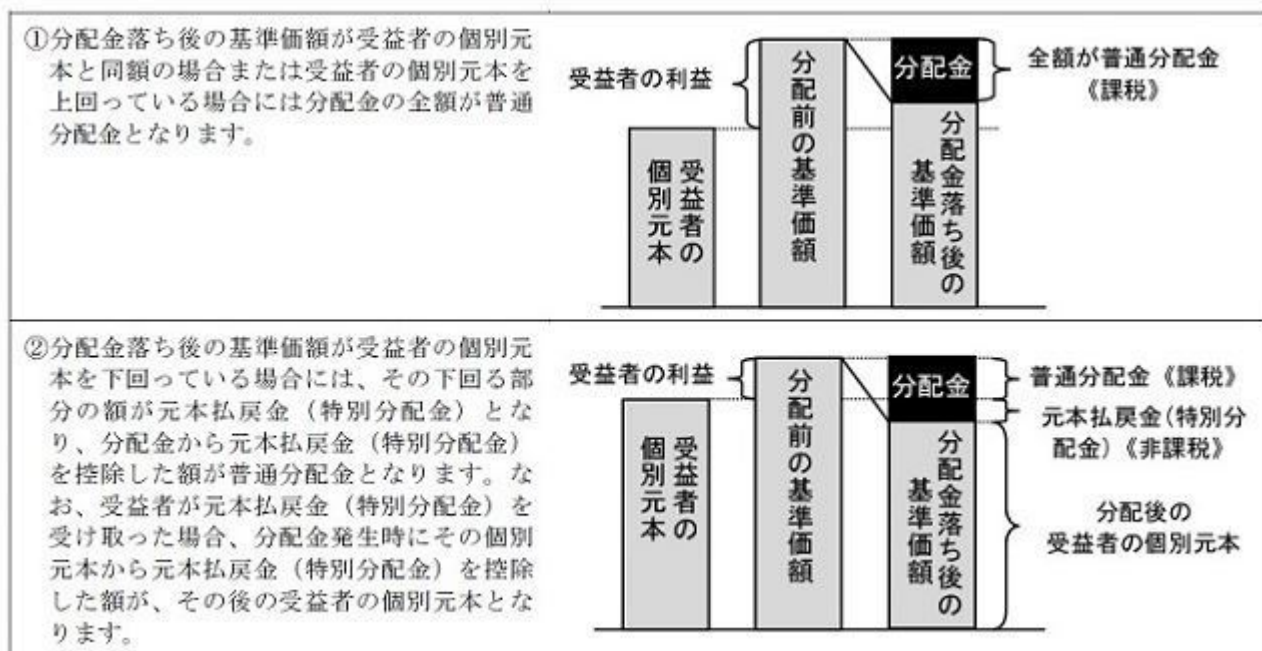 ①分配金落ち後の基準価額が受益者の個別元
本と同額の場合または受益者の個別元本を
上回っている場合には分配金の全額が普通
分配金となります。
受益者の利益
受益者の
個別元本
分配前の基準価額
分配金
分配金落ち後の
基準価額
全額が普通分配金
《課税》
②分配金落ち後の基準価額が受益者の個別元
本を下回っている場合には、その下回る部
分の額が元本払戻金（特別分配金）とな
り、分配金から元本払戻金（特別分配金）
を控除した額が普通分配金となります。な
お、受益者が元本払戻金（特別分配金）を
受け取った場合、分配金発生時にその個別
元本から元本払戻金（特別分配金）を控除
した額が、その後の受益者の個別元本とな
ります。
受益者の利益
受益者の
個別元本
分配前の基準価額
分配金
分配金落ち後の
基準価額
普通分配金《課税》
元本払戻金(特別分
配金)《非課税》
分配後の
受益者の個別元本